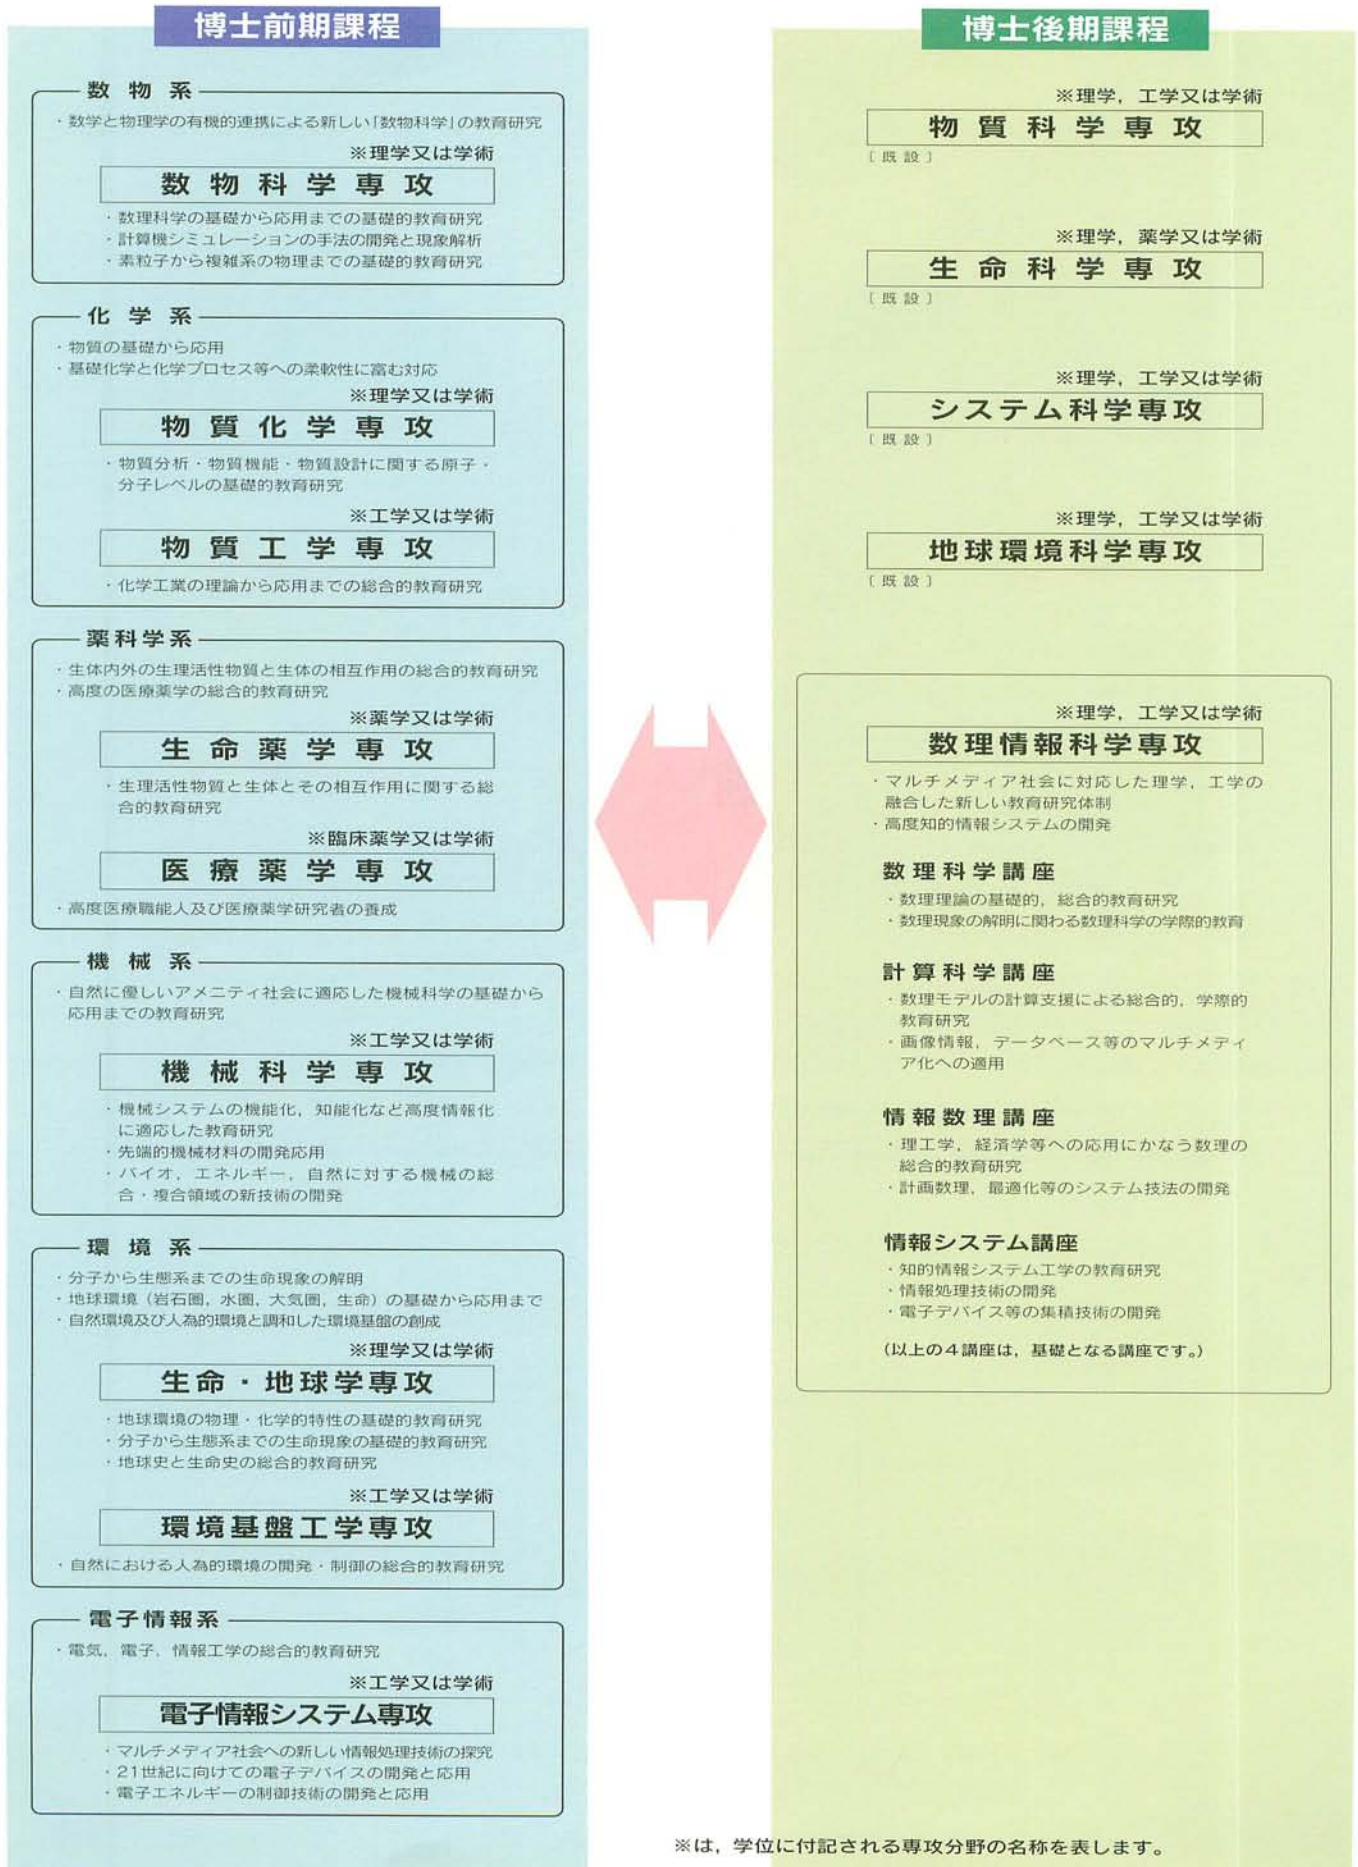 博士前期課程
数物系
・数学と物理学の有機的連携による新しい「数物科学」の教育研究
※理学又は学術
数物科学専攻
・数理科学の基礎から応用までの基礎的教育研究
・計算機シミュレーションの手法の開発と現象解析
・素粒子から複雑系の物理までの基礎的教育研究
化学系
・物質の基礎から応用
・基礎化学と化学プロセス等への柔軟性に富む対応
※理学又は学術
物質化学専攻
・物質分析・物質機能・物質設計に関する原子・
分子レベルの基礎的教育研究
※工学又は学術
物質工学専攻
・化学工業の理論から応用までの総合的教育研究
薬科学系
・生体内外の生理活性物質と生体の相互作用の総合的教育研究
・高度の医療薬学の総合的教育研究
※薬学又は学術
生命薬学専攻
・生理活性物質と生体とその相互作用に関する総
合的教育研究
※臨床薬学又は学術
医療薬学専攻
・高度医療職能人及び医療薬学研究者の養成
機械系
・自然に優しいアメニティ社会に適応した機械科学の基礎から
応用までの教育研究
※工学又は学術
機械科学専攻
・機械システムの機能化，知能化など高度情報化
に適応した教育研究
・先端的機械材料の開発応用
・バイオ，エネルギー，自然に対する機械の総
合・複合領域の新技術の開発
環境系
・分子から生態系までの生命現象の解明
・地球環境（岩石圏，水圏，大気圏，生命）の基礎から応用まで
・自然環境及び人為的環境と調和した環境基盤の創成
※理学又は学術
生命・地球学専攻
・地球環境の物理・化学的特性の基礎的教育研究
・分子から生態系までの生命現象の基礎的教育研究
・地球史と生命史の総合的教育研究
※工学又は学術
環境基盤工学専攻
・自然における人為的環境の開発・制御の総合的教育研究
電子情報系
・電気，電子，情報工学の総合的教育研究
※工学又は学術
電子情報システム専攻
・マルチメディア社会への新しい情報処理技術の探究
・21世紀に向けての電子デバイスの開発と応用
・電子エネルギーの制御技術の開発と応用
博士後期課程
※理学，工学又は学術
物質科学専攻
〔既設〕
※理学，薬学又は学術
生命科学専攻
〔既設〕
※理学，工学又は学術
システム科学専攻
〔既設〕
※理学，工学又は学術
地球環境科学専攻
〔既設〕
※理学，工学又は学術
数理情報科学専攻
・マルチメディア社会に対応した理学，工学の
融合した新しい教育研究体制
・高度知的情報システムの開発
数理科学講座
・数理理論の基礎的，総合的教育研究
・数理現象の解明に関わる数理科学の学際的教育
計算科学講座
・数理モデルの計算支援による総合的，学際的
教育研究
・画像情報，データベース等のマルチメディ
ア化への適用
情報数理講座
・理工学，経済学等への応用にかなう数理の
総合的教育研究
・計画数理，最適化等のシステム技法の開発
情報システム講座
・知的情報システム工学の教育研究
・情報処理技術の開発
・電子デバイス等の集積技術の開発
(以上の４講座は，基礎となる講座です。)
※は，学位に付記される専攻分野の名称を表します。